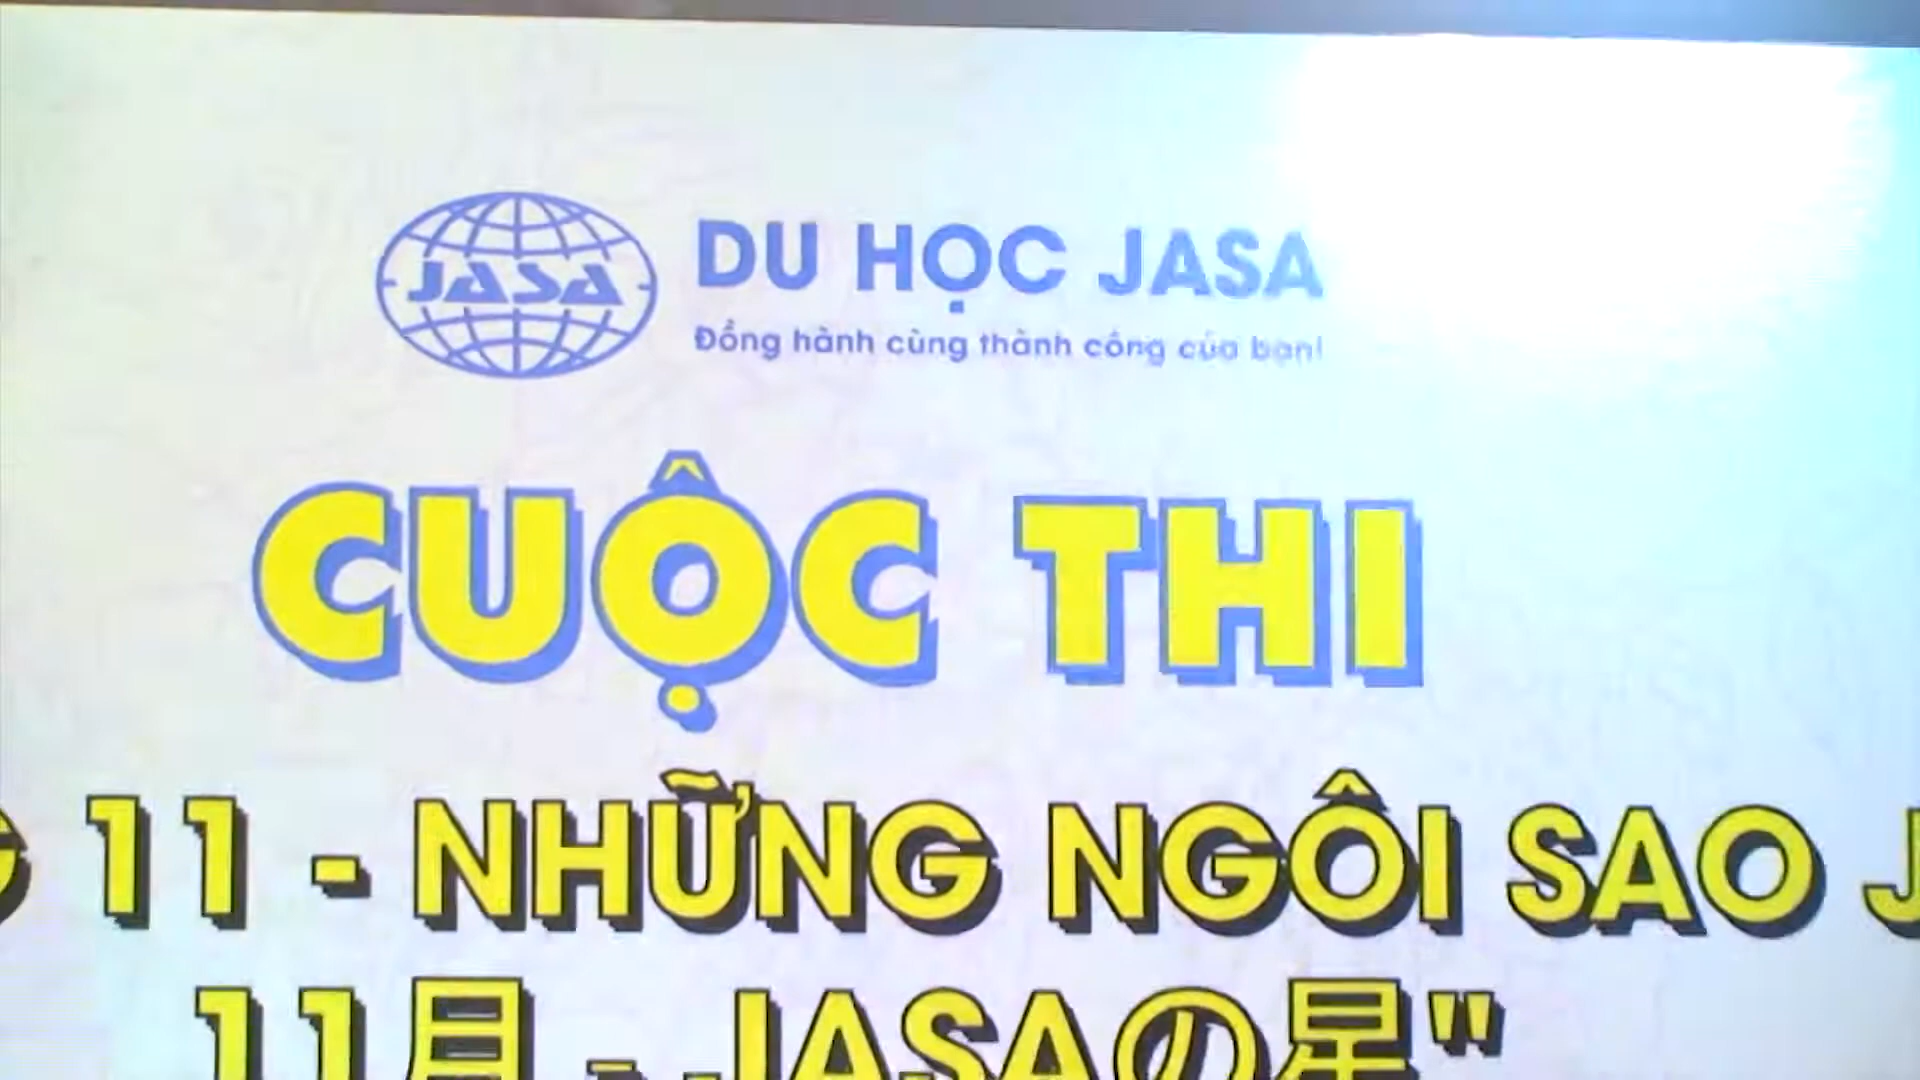 JASA
DU HỌC JASA
Đồng hành cùng thành công của bạn!
CUỘC THI
11 - NHỮNG NGÔI SAO
11月 - JASAの星"